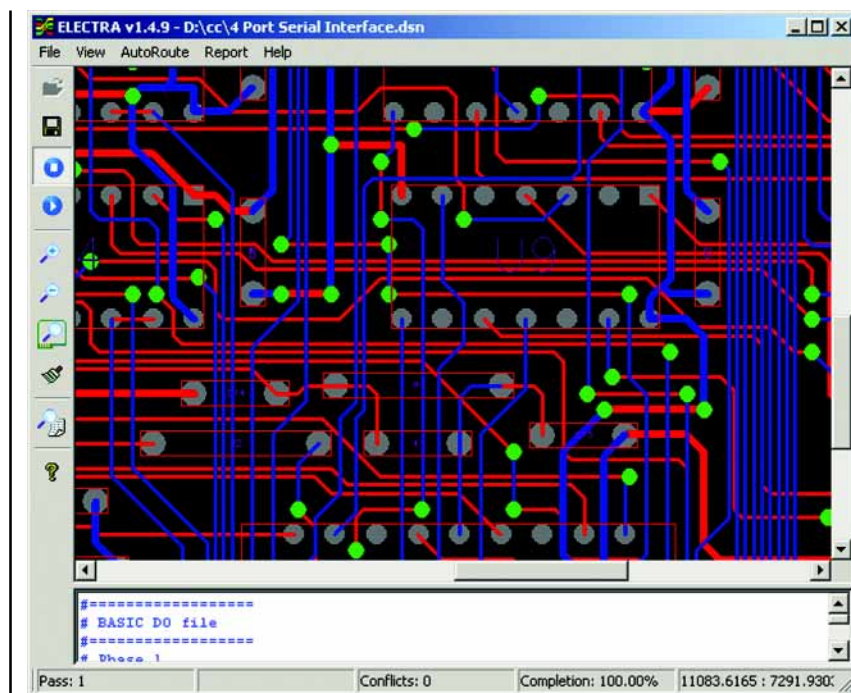 ELECTRA v1.4.9 - D:\cc\4 Port Serial Interface.dsn
File View AutoRoute Report Help
U9
#==================
# BASIC DO file
#==================
# Phase 1
Pass: 1 Conflicts: 0 Completion: 100.00% 11083.6165 : 7291.930